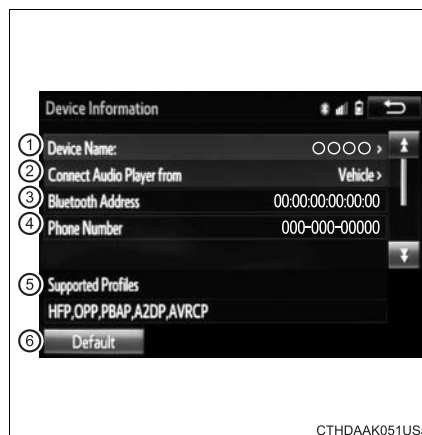 Device Information
① Device Name: ○○○○ ›
② Connect Audio Player from Vehicle ›
③ Bluetooth Address 00:00:00:00:00:00
④ Phone Number 000-000-00000
⑤ Supported Profiles
HFP,OPP,PBAP,A2DP,AVRCP
⑥ Default
CTHDAAK051US